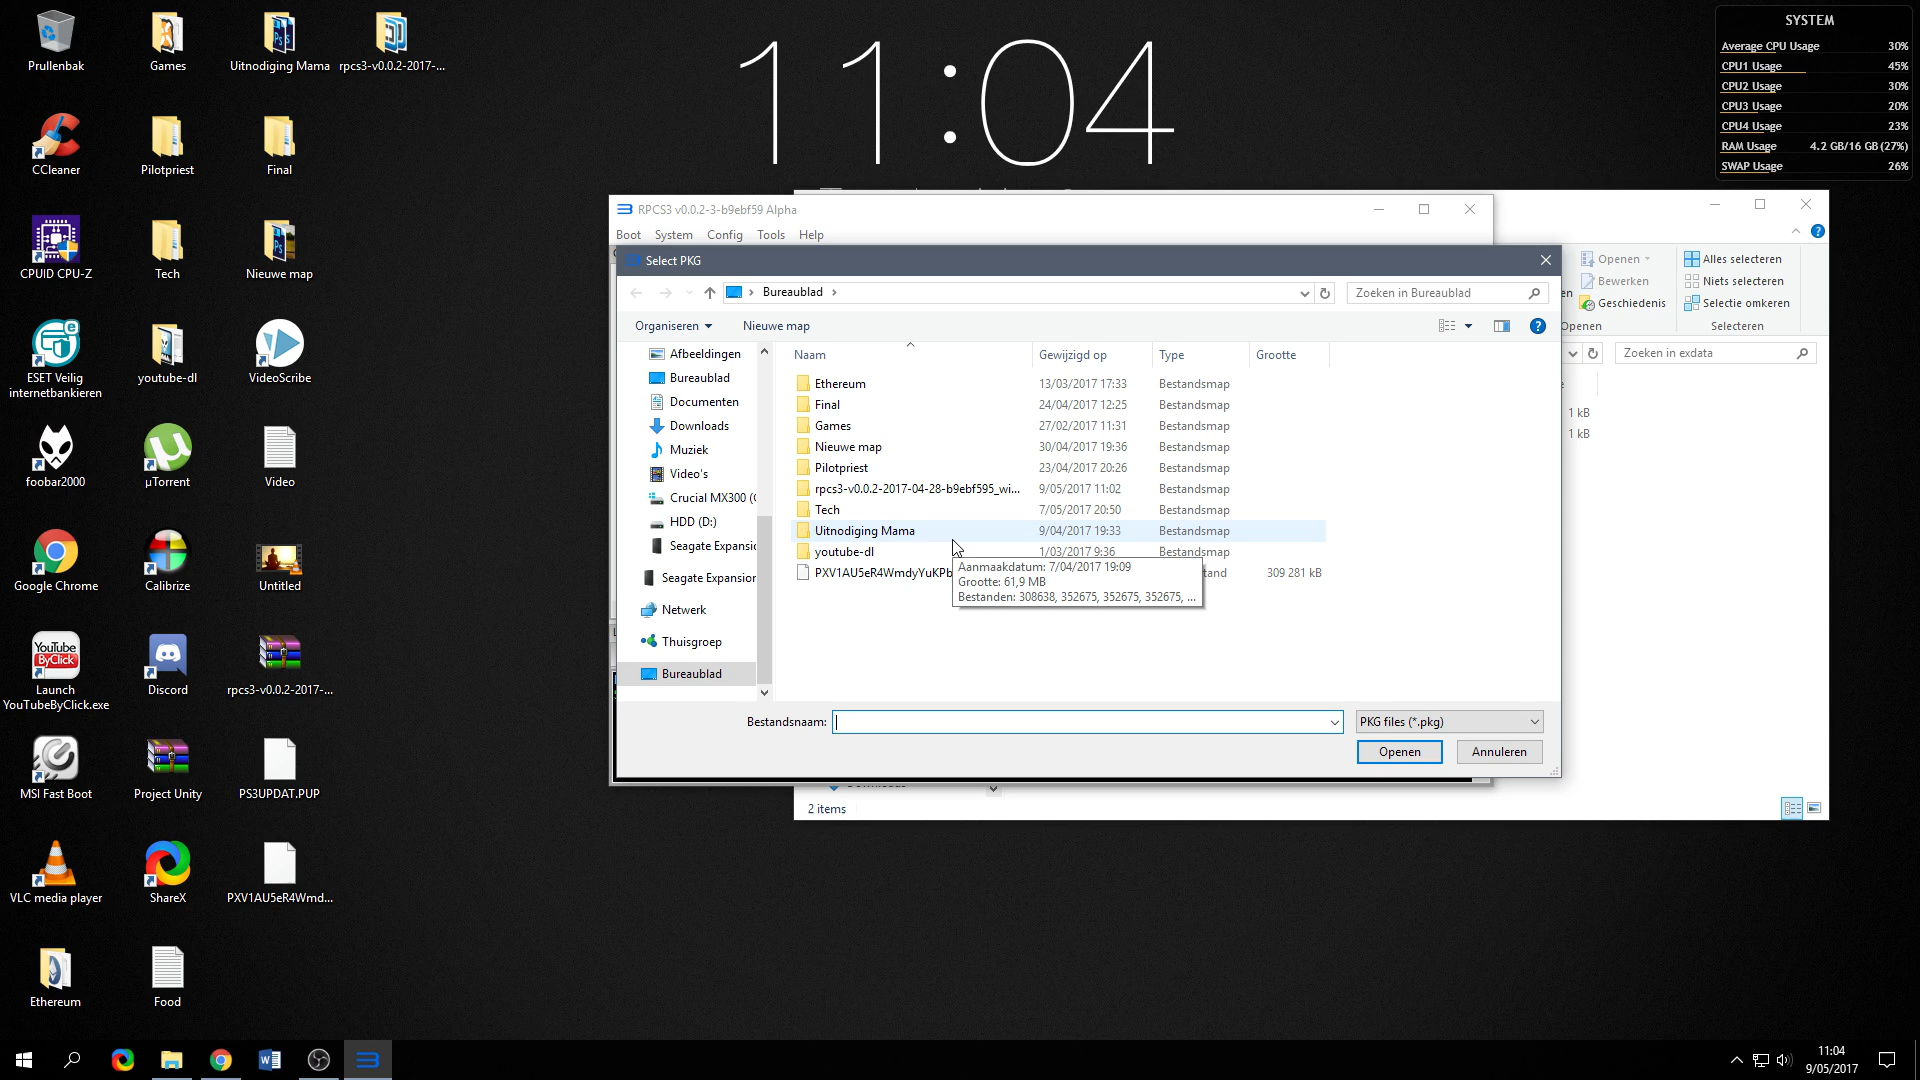 Prullenbak
Games
Uitnodiging Mama
rpcs3-v0.0.2-2017-...
CCleaner
Pilotpriest
Final
CPUID CPU-Z
Tech
Nieuwe map
ESET Veilig
internetbankieren
youtube-dl
VideoScribe
foobar2000
µTorrent
Video
Google Chrome
Calibrize
Untitled
YouTube
ByClick
Launch
YouTubeByClick.exe
Discord
rpcs3-v0.0.2-2017-...
MSI Fast Boot
Project Unity
PS3UPDAT.PUP
VLC media player
ShareX
PXV1AU5eR4Wmd...
Ethereum
Food
11:04
SYSTEM
Average CPU Usage 30%
CPU1 Usage 45%
CPU2 Usage 30%
CPU3 Usage 20%
CPU4 Usage 23%
RAM Usage 4.2 GB/16 GB (27%)
SWAP Usage 26%
RPCS3 v0.0.2-3-b9ebf59 Alpha
Boot System Config Tools Help
Select PKG
Bureaublad
Zoeken in Bureaublad
Organiseren Nieuwe map
Afbeeldingen
Bureaublad
Documenten
Downloads
Muziek
Video's
Crucial MX300 (
HDD (D:)
Seagate Expansi
Seagate Expansior
Netwerk
Thuisgroep
Bureaublad
Naam Gewijzigd op Type Grootte
Ethereum 13/03/2017 17:33 Bestandsmap
Final 24/04/2017 12:25 Bestandsmap
Games 27/02/2017 11:31 Bestandsmap
Nieuwe map 30/04/2017 19:36 Bestandsmap
Pilotpriest 23/04/2017 20:26 Bestandsmap
rpcs3-v0.0.2-2017-04-28-b9ebf595_wi... 9/05/2017 11:02 Bestandsmap
Tech 7/05/2017 20:50 Bestandsmap
Uitnodiging Mama 9/04/2017 19:33 Bestandsmap
youtube-dl 1/03/2017 9:36 Bestandsmap
PXV1AU5eR4WmdyYuKPb tand 309 281 kB
Aanmaakdatum: 7/04/2017 19:09
Grootte: 61,9 MB
Bestanden: 308638, 352675, 352675, 352675, ...
Bestandsnaam:
PKG files (*.pkg)
Openen Annuleren
Openen
Bewerken
en Geschiedenis
Openen
Alles selecteren
Niets selecteren
Selectie omkeren
Selecteren
Zoeken in exdata
1 kB
1 kB
2 items
11:04
9/05/2017